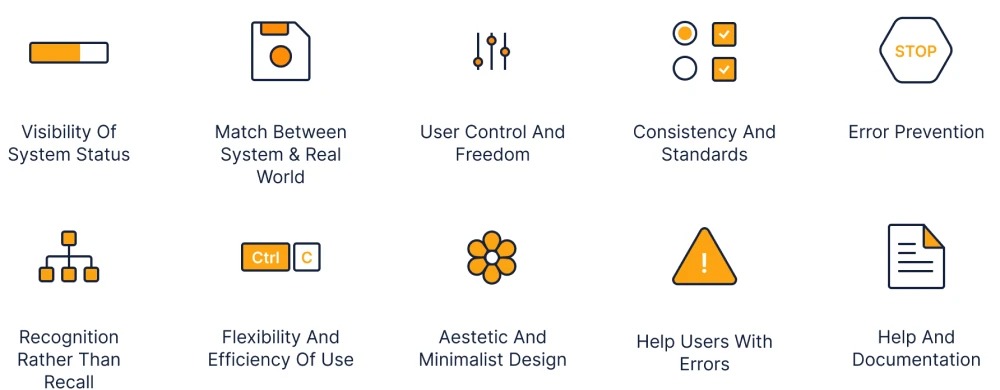 STOP
Visibility Of
System Status
Match Between
System & Real
World
User Control And
Freedom
Consistency And
Standards
Error Prevention
Ctrl C
!
Recognition
Rather Than
Recall
Flexibility And
Efficiency Of Use
Aestetic And
Minimalist Design
Help Users With
Errors
Help And
Documentation